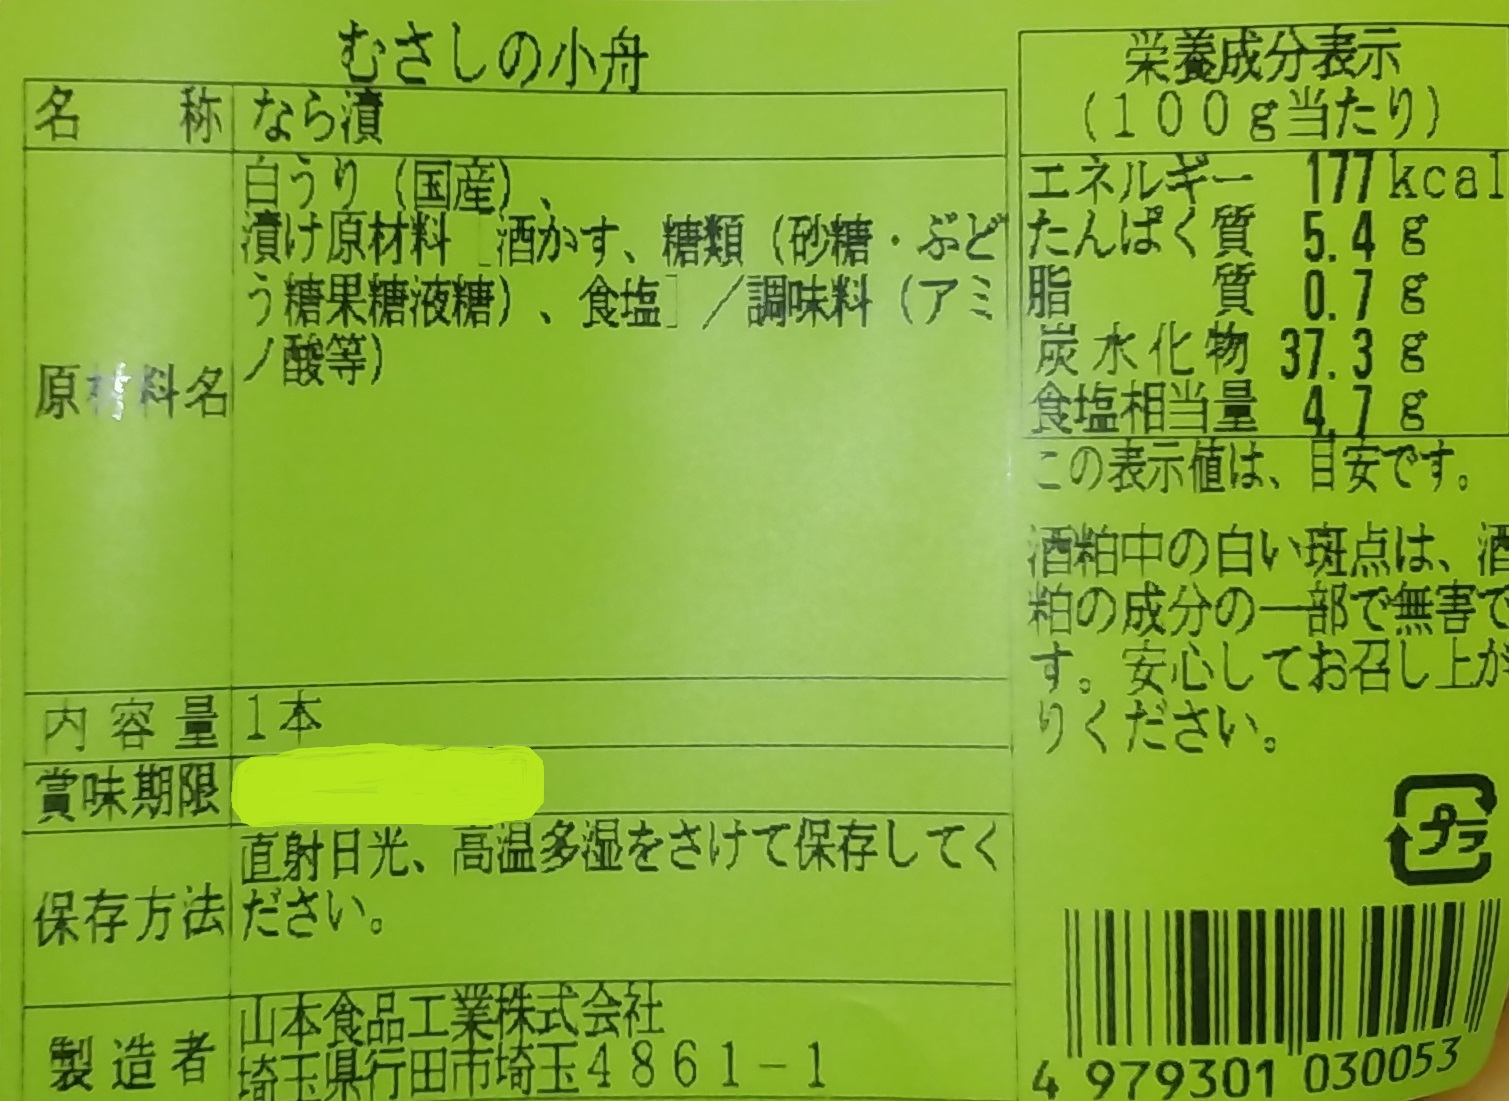 むさしの小舟
名称 なら漬
原材料名
白うり（国産）、
漬け原材料［酒かす、糖類（砂糖・ぶど
う糖果糖液糖）、食塩］／調味料（アミ
ノ酸等）
内容量 1本
賞味期限
保存方法
直射日光、高温多湿をさけて保存してく
ださい。
製造者
山本食品工業株式会社
埼玉県行田市埼玉4861-1
栄養成分表示
（100g当たり）
エネルギー 177kcal
たんぱく質 5.4g
脂質 0.7g
炭水化物 37.3g
食塩相当量 4.7g
この表示値は、目安です。
酒粕中の白い斑点は、酒
粕の成分の一部で無害で
す。安心してお召し上が
りください。
プラ
4 979301 030053